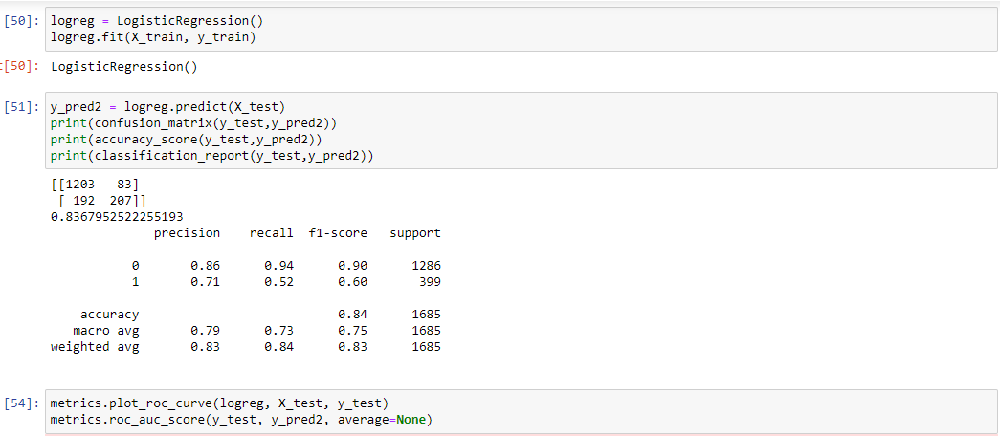 [50]: logreg = LogisticRegression()
logreg.fit(X_train, y_train)
t[50]: LogisticRegression()
[51]: y_pred2 = logreg.predict(X_test)
print(confusion_matrix(y_test,y_pred2))
print(accuracy_score(y_test,y_pred2))
print(classification_report(y_test,y_pred2))
[[1203   83]
 [ 192  207]]
0.8367952522255193
              precision    recall  f1-score   support
           0       0.86      0.94      0.90      1286
           1       0.71      0.52      0.60       399
    accuracy                           0.84      1685
   macro avg       0.79      0.73      0.75      1685
weighted avg       0.83      0.84      0.83      1685
[54]: metrics.plot_roc_curve(logreg, X_test, y_test)
metrics.roc_auc_score(y_test, y_pred2, average=None)